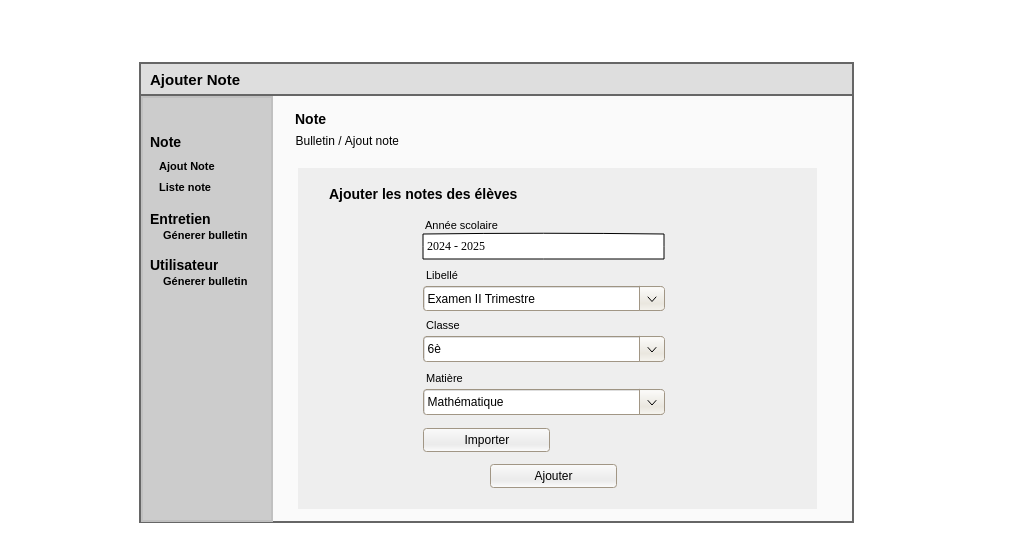 Ajouter Note
Note
Ajout Note
Liste note
Entretien
Génerer bulletin
Utilisateur
Génerer bulletin
Note
Bulletin / Ajout note
Ajouter les notes des élèves
Année scolaire
2024 - 2025
Libellé
Examen II Trimestre
Classe
6è
Matière
Mathématique
Importer
Ajouter